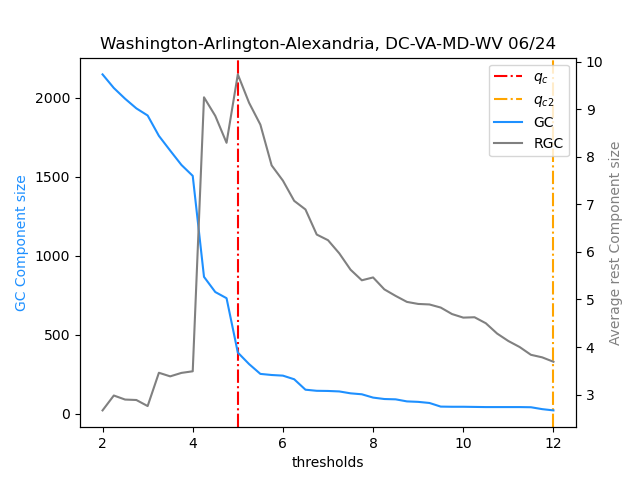 Washington-Arlington-Alexandria, DC-VA-MD-WV 06/24
GC Component size
2000
1500
1000
500
0
2
4
6
8
10
12
thresholds
10
9
8
7
6
5
4
3
Average rest Component size
qc
qc2
GC
RGC